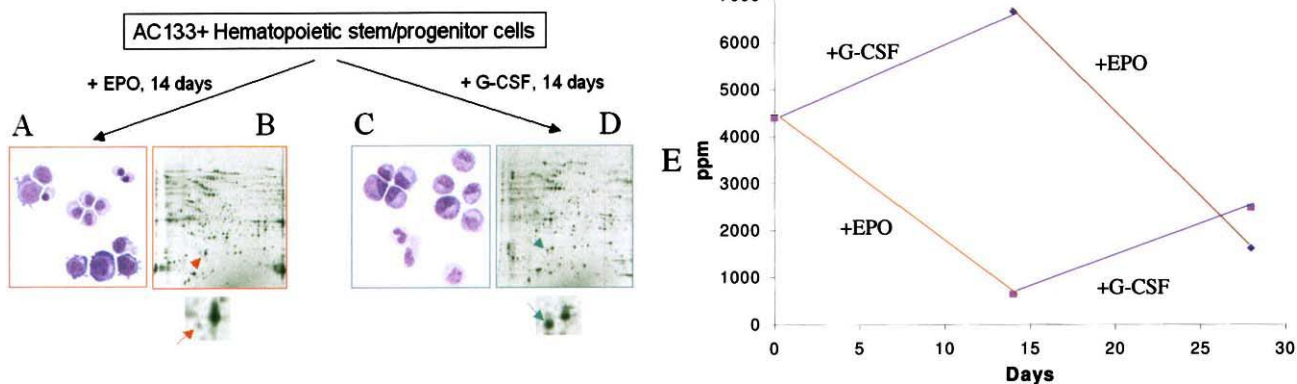 AC133+ Hematopoietic stem/progenitor cells
+ EPO, 14 days
+ G-CSF, 14 days
A
B
C
D
E
ppm
6000
5000
4000
3000
2000
1000
0
+G-CSF
+EPO
+EPO
+G-CSF
0 5 10 15 20 25 30
Days